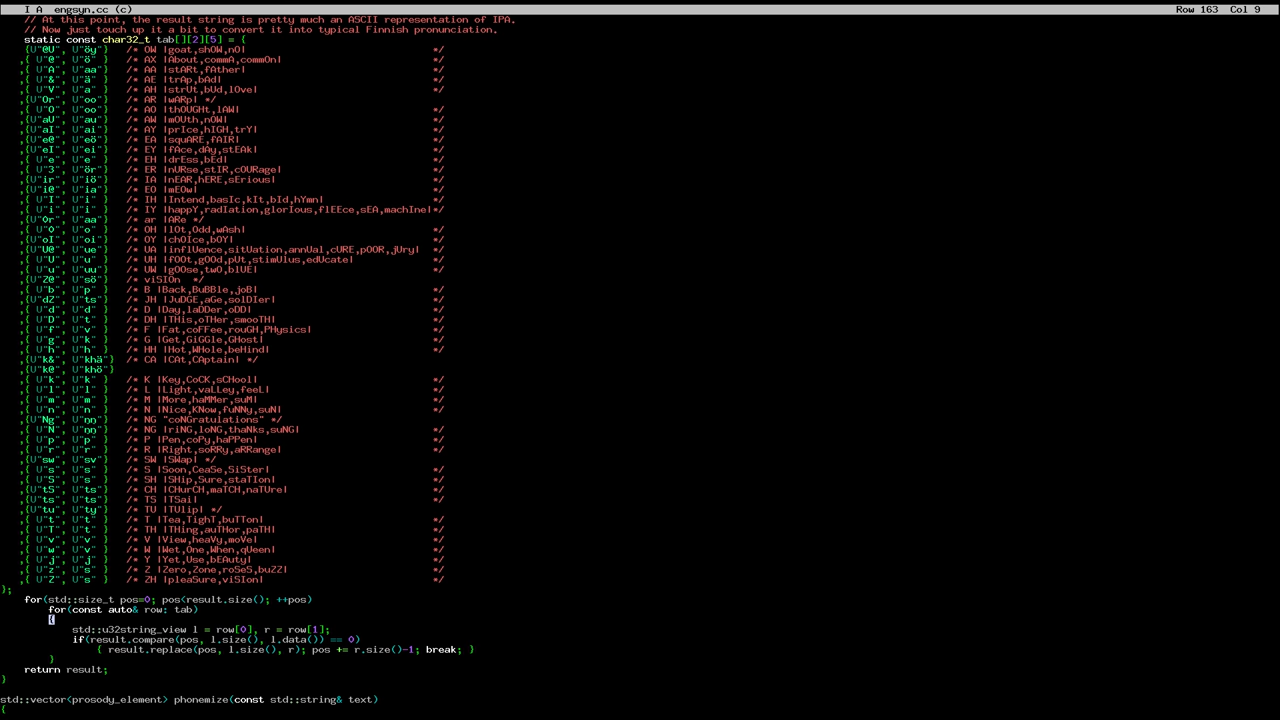 I A  engsyn.cc (c)  Row 163  Col 9
// At this point, the result string is pretty much an ASCII representation of IPA.
// Now just touch up it a bit to convert it into typical Finnish pronunciation.
static const char32_t tab[][2][5] = {
{U"@U", U"öy"}  /* OW |goat,shOW,nO| */
,{ U"@", U"ö" }  /* AX |About,commA,commOn| */
,{ U"A", U"aa"}  /* AA |stARt,fAther| */
,{ U"&", U"ä" }  /* AE |trAp,bAd| */
,{ U"V", U"a" }  /* AH |strUt,bUd,lOve| */
,{U"Or", U"oo"}  /* AR |wARp| */
,{ U"O", U"oo"}  /* AO |thOUGHt,lAW| */
,{U"aU", U"au"}  /* AW |mOUth,nOW| */
,{U"aI", U"ai"}  /* AY |prIce,hIGH,trY| */
,{U"e@", U"eö"}  /* EA |squARE,fAIR| */
,{U"eI", U"ei"}  /* EY |fAce,dAy,stEAk| */
,{ U"e", U"e" }  /* EH |drEss,bEd| */
,{ U"3", U"ör"}  /* ER |nURse,stIR,cOURage| */
,{U"ir", U"iö"}  /* IA |nEAR,hERE,sErious| */
,{U"i@", U"ia"}  /* EO |mEOw| */
,{ U"I", U"i" }  /* IH |Intend,basIc,kIt,bId,hYmn| */
,{ U"i", U"i" }  /* IY |happY,radIation,glorIous,flEEce,sEA,machIne|*/
,{U"0r", U"aa"}  /* ar |ARe */
,{ U"0", U"o" }  /* OH |lOt,Odd,wAsh| */
,{U"oI", U"oi"}  /* OY |chOIce,bOY| */
,{U"U@", U"ue"}  /* UA |inflUence,sitUation,annUal,cURE,pOOR,jUry| */
,{ U"U", U"u" }  /* UH |fOOt,gOOd,pUt,stimUlus,edUcate| */
,{ U"u", U"uu"}  /* UW |gOOse,twO,blUE| */
,{U"Z@", U"sö"}  /* viSIOn  */
,{ U"b", U"p" }  /* B |Back,BuBBle,joB| */
,{U"dZ", U"ts"}  /* JH |JuDGE,aGe,solDIer| */
,{ U"d", U"d" }  /* D |Day,laDDer,oDD| */
,{ U"D", U"t" }  /* DH |THis,oTHer,smooTH| */
,{ U"f", U"v" }  /* F |Fat,coFFee,rouGH,PHysics| */
,{ U"g", U"k" }  /* G |Get,GiGGle,GHost| */
,{ U"h", U"h" }  /* HH |Hot,WHole,beHind| */
,{U"k&", U"khä"}  /* CA |CAt,CAptain| */
,{U"k@", U"khö"}
,{ U"k", U"k" }  /* K |Key,CoCK,sCHool| */
,{ U"l", U"l" }  /* L |Light,vaLLey,feeL| */
,{ U"m", U"m" }  /* M |More,haMMer,suM| */
,{ U"n", U"n" }  /* N |Nice,KNow,fuNNy,suN| */
,{U"Ng", U"ŋŋ"}  /* NG "coNGratulations" */
,{ U"N", U"ŋŋ"}  /* NG |riNG,loNG,thaNks,suNG| */
,{ U"p", U"p" }  /* P |Pen,coPy,haPPen| */
,{ U"r", U"r" }  /* R |Right,soRRy,aRRange| */
,{U"sw", U"sv"}  /* SW |SWap| */
,{ U"s", U"s" }  /* S |Soon,CeaSe,SiSter| */
,{ U"S", U"s" }  /* SH |SHip,Sure,staTIon| */
,{U"tS", U"ts"}  /* CH |CHurCH,maTCH,naTUre| */
,{U"ts", U"ts"}  /* TS |TSai| */
,{U"tu", U"ty"}  /* TU |TUlip| */
,{ U"t", U"t" }  /* T |Tea,TighT,buTTon| */
,{ U"T", U"t" }  /* TH |THing,auTHor,paTH| */
,{ U"v", U"v" }  /* V |View,heaVy,moVe| */
,{ U"w", U"v" }  /* W |Wet,One,When,qUeen| */
,{ U"j", U"j" }  /* Y |Yet,Use,bEAuty| */
,{ U"z", U"s" }  /* Z |Zero,Zone,roSeS,buZZ| */
,{ U"Z", U"s" }  /* ZH |pleaSure,viSIon| */
};
for(std::size_t pos=0; pos<result.size(); ++pos)
for(const auto& row: tab)
{
std::u32string_view l = row[0], r = row[1];
if(result.compare(pos, l.size(), l.data()) == 0)
{ result.replace(pos, l.size(), r); pos += r.size()-1; break; }
}
return result;
}
std::vector<prosody_element> phonemize(const std::string& text)
{